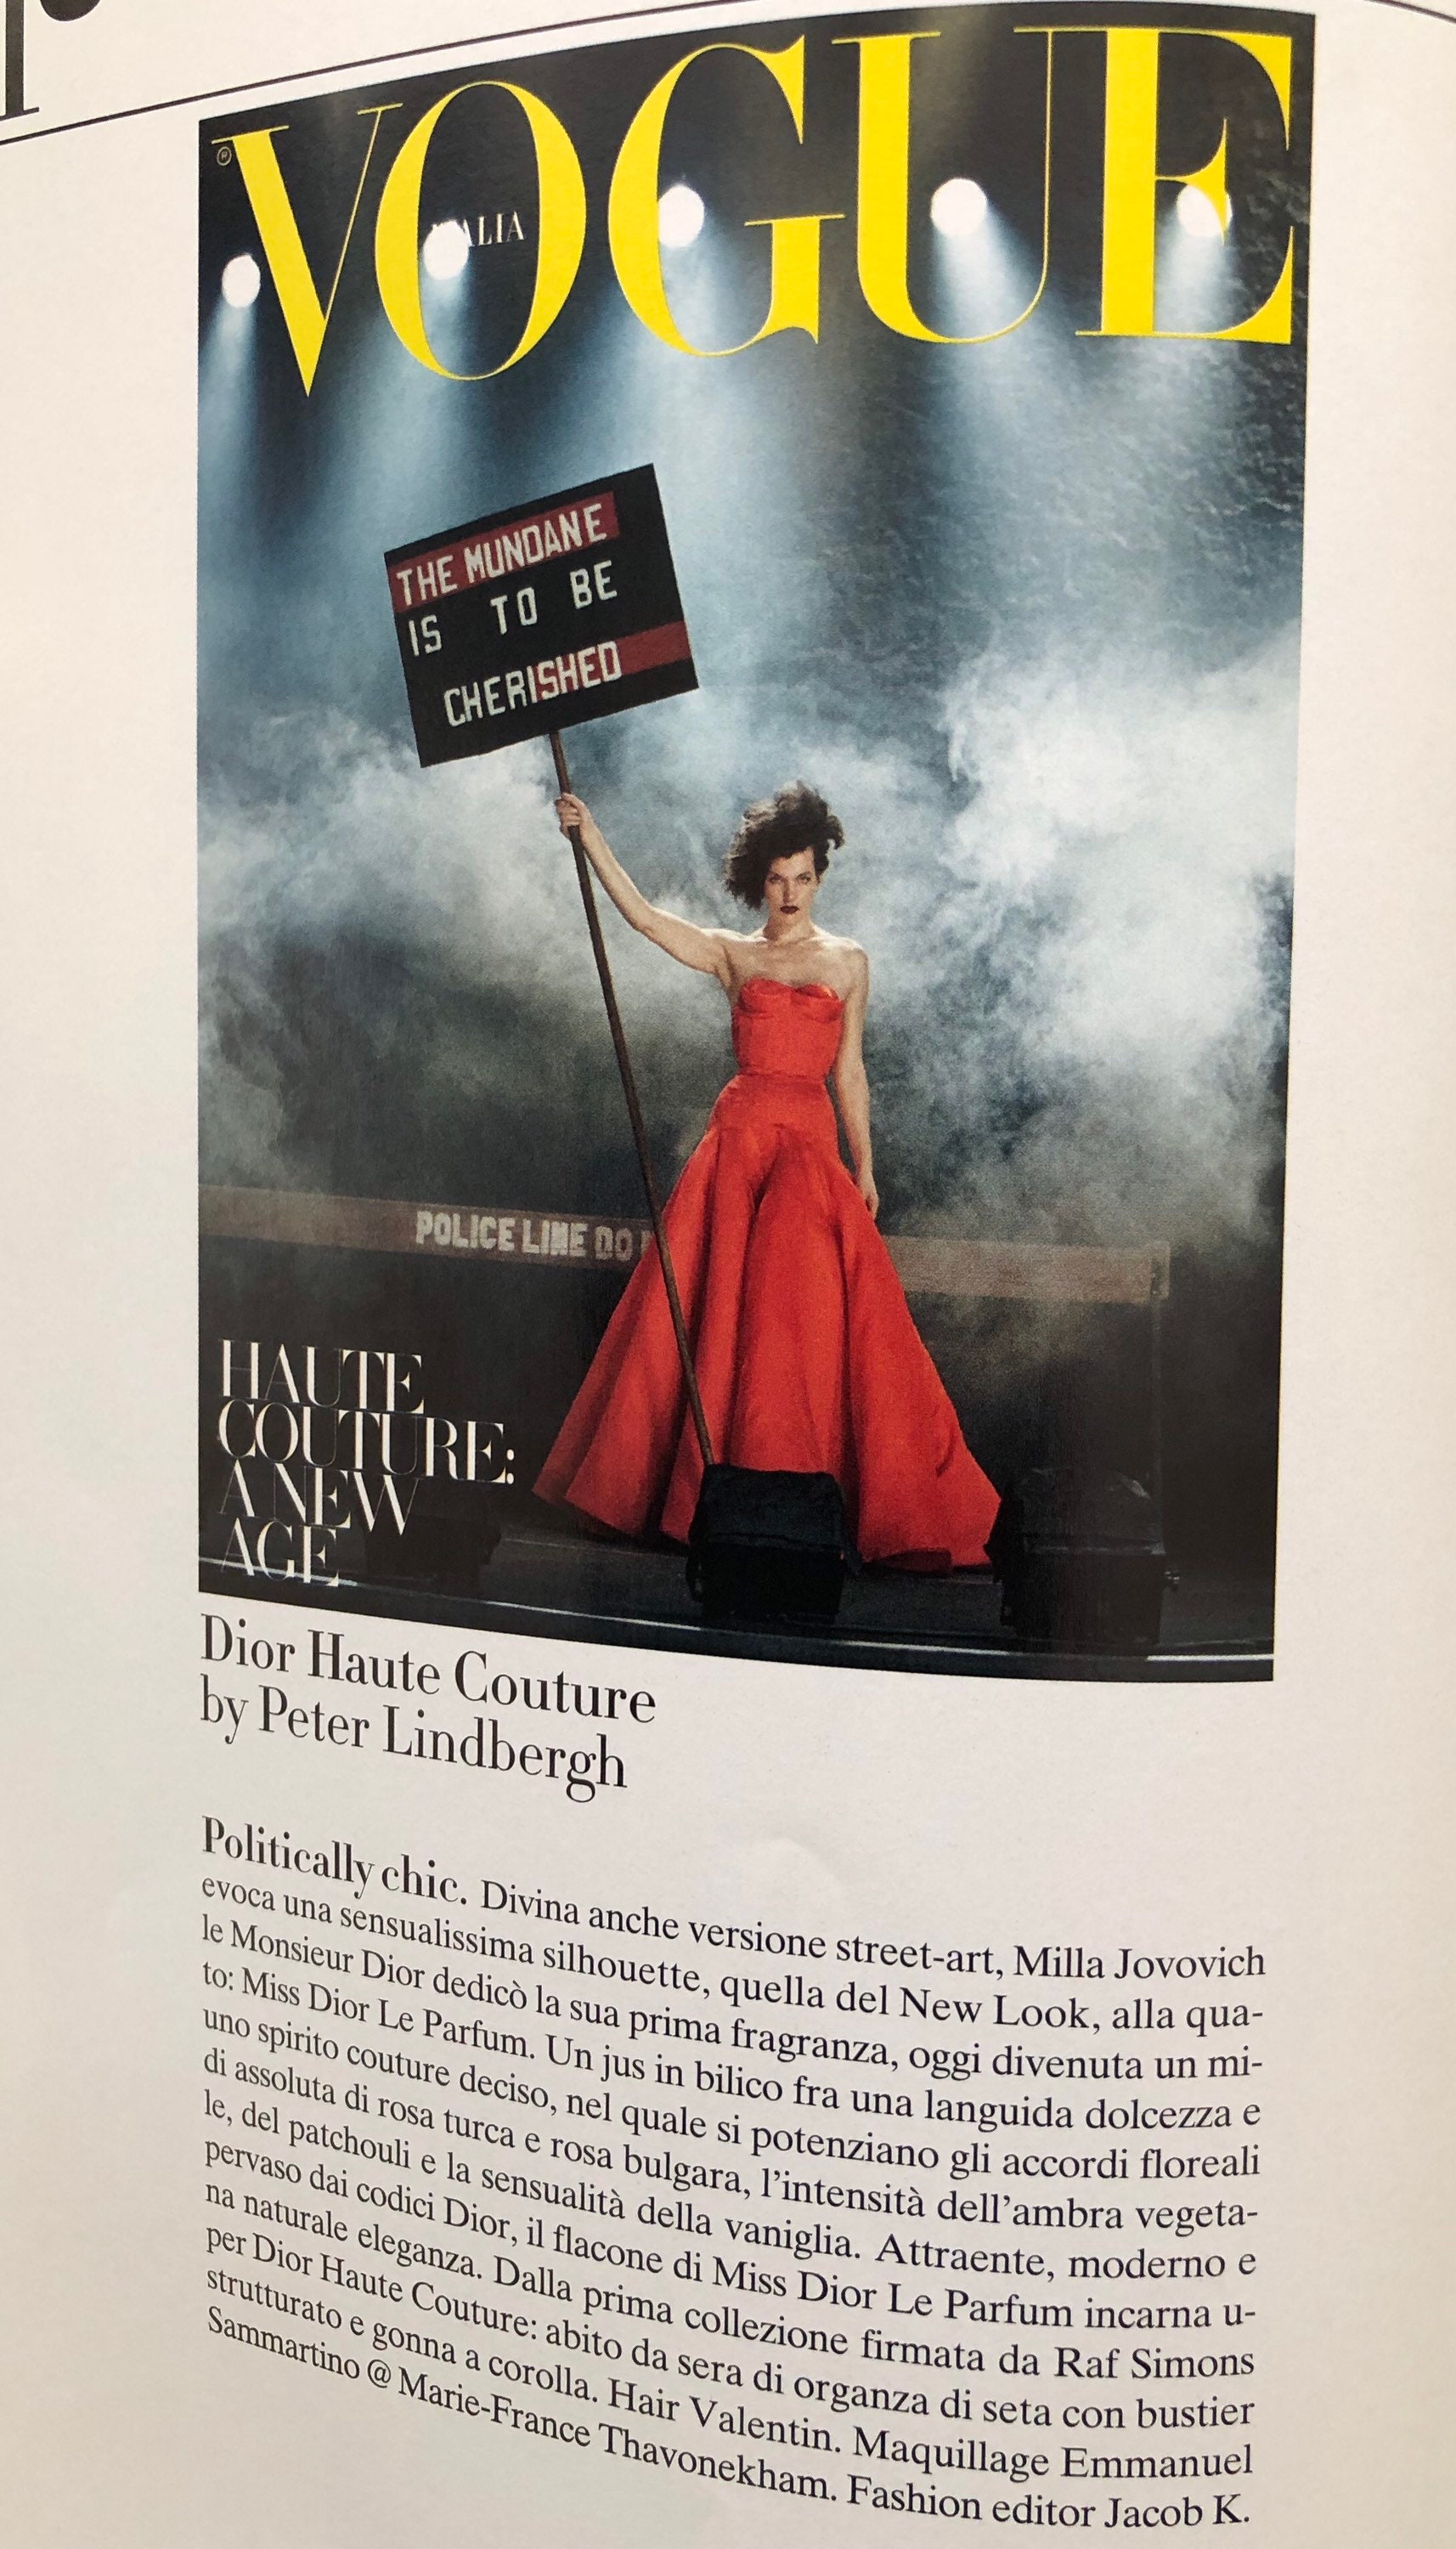 VOGUE
ALIA
THE MUNDANE
IS TO BE
CHERISHED
POLICE LINE DO
HAUTE
COUTURE:
A NEW
AGE
Dior Haute Couture
by Peter Lindbergh
Politically chic. Divina anche versione street-art, Milla Jovovich
evoca una sensualissima silhouette, quella del New Look, alla qua-
le Monsieur Dior dedicò la sua prima fragranza, oggi divenuta un mi-
to: Miss Dior Le Parfum. Un jus in bilico fra una languida dolcezza e
uno spirito couture deciso, nel quale si potenziano gli accordi floreali
di assoluta di rosa turca e rosa bulgara, l'intensità dell'ambra vegeta-
le, del patchouli e la sensualità della vaniglia. Attraente, moderno e
pervaso dai codici Dior, il flacone di Miss Dior Le Parfum incarna u-
na naturale eleganza. Dalla prima collezione firmata da Raf Simons
per Dior Haute Couture: abito da sera di organza di seta con bustier
strutturato e gonna a corolla. Hair Valentin. Maquillage Emmanuel
Sammartino @ Marie-France Thavonekham. Fashion editor Jacob K.